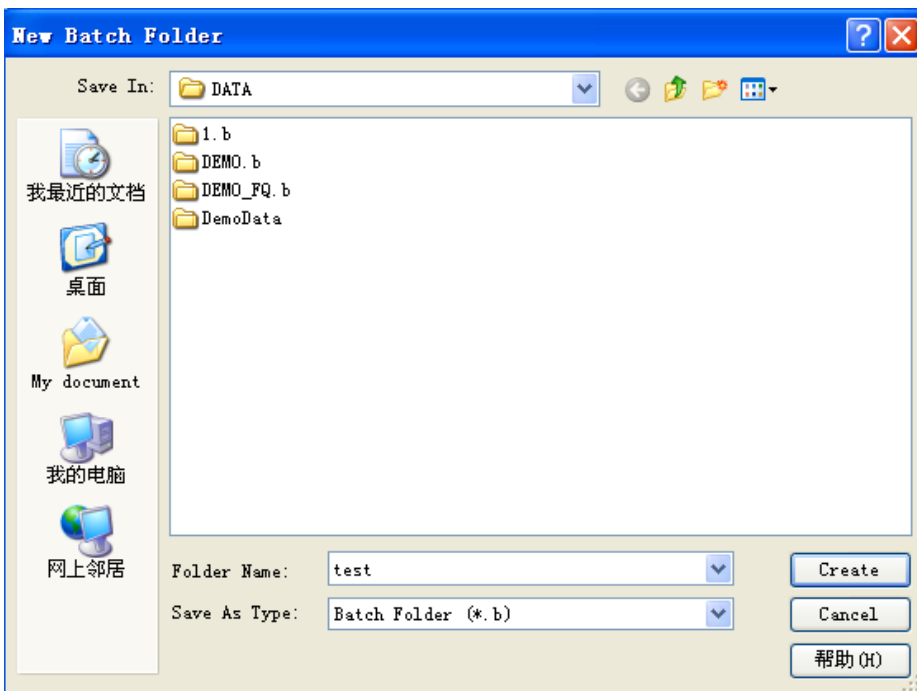 New Batch Folder
Save In: DATA
1.b
DEMO.b
DEMO_FQ.b
DemoData
我最近的文档
桌面
My document
我的电脑
网上邻居
Folder Name: test
Create
Save As Type: Batch Folder (*.b)
Cancel
帮助(H)